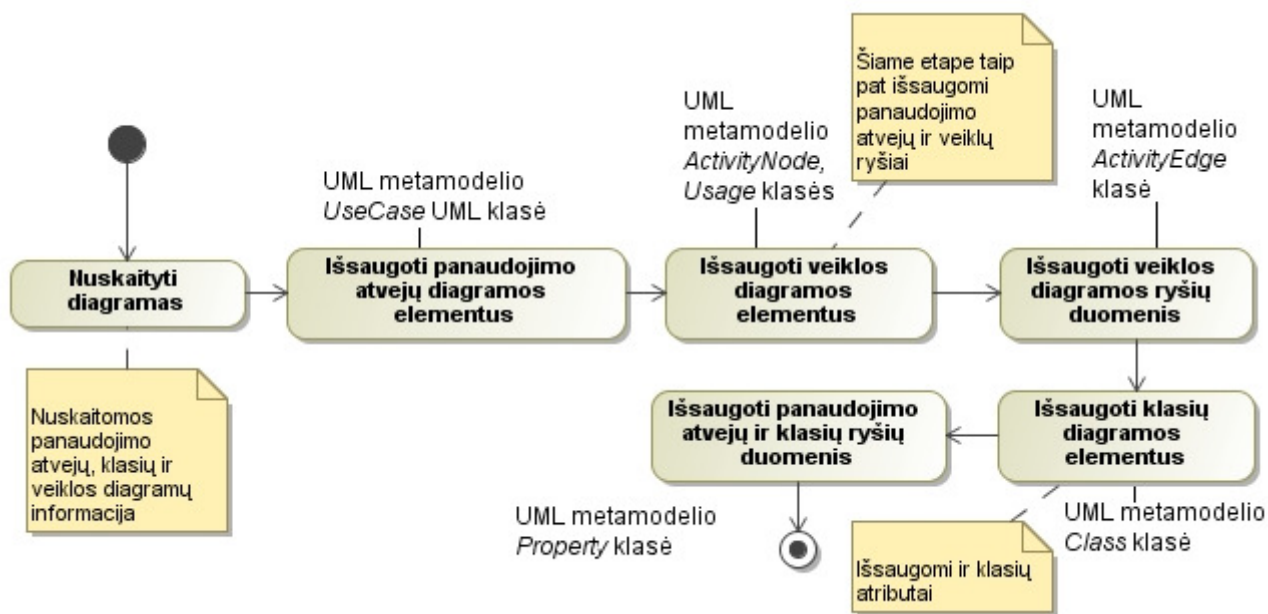 Šiame etape taip
pat išsaugomi
panaudojimo
atvejų ir veiklų
ryšiai
UML
metamodelio
ActivityNode,
Usage klasės
UML
metamodelio
ActivityEdge
klasė
UML metamodelio
UseCase UML klasė
Nuskaityti
diagramas
Išsaugoti panaudojimo
atvejų diagramos
elementus
Išsaugoti veiklos
diagramos
elementus
Išsaugoti veiklos
diagramos ryšių
duomenis
Nuskaitomos
panaudojimo
atvejų, klasių ir
veiklos diagramų
informacija
Išsaugoti panaudojimo
atvejų ir klasių ryšių
duomenis
Išsaugoti klasių
diagramos
elementus
UML metamodelio
Property klasė
Išsaugomi ir klasių
atributai
UML metamodelio
Class klasė